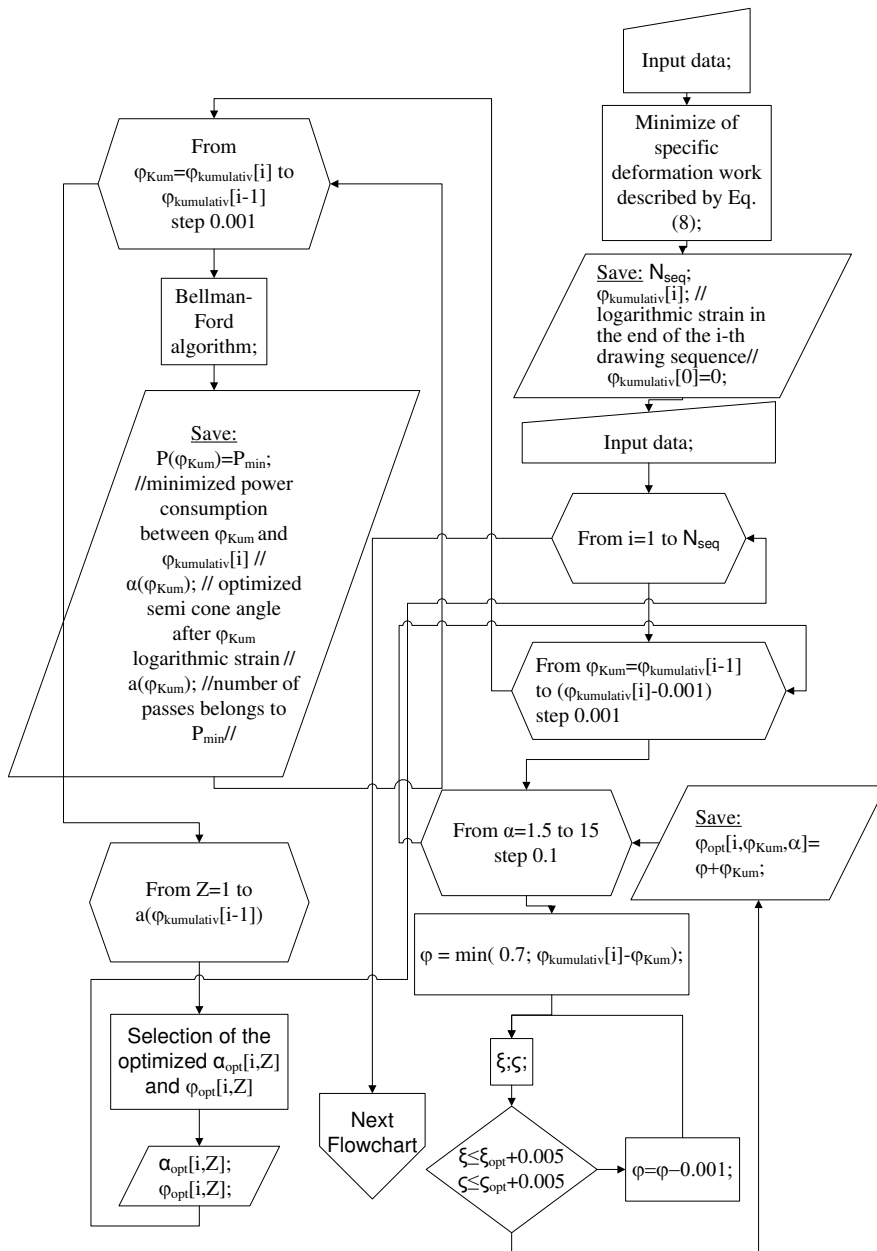 Input data;
Minimize of
specific
deformation work
described by Eq.
(8);
Save: Nseq;
φkumulativ[i]; //
logarithmic strain in
the end of the i-th
drawing sequence//
φkumulativ[0]=0;
Input data;
From i=1 to Nseq
From φKum=φkumulativ[i-1]
to (φkumulativ[i]-0.001)
step 0.001
From α=1.5 to 15
step 0.1
Save:
φopt[i,φKum,α]=
φ+φKum;
φ = min( 0.7; φkumulativ[i]-φKum);
ξ;ς;
ξ≤ξopt+0.005
ς≤ςopt+0.005
φ=φ−0.001;
From
φKum=φkumulativ[i] to
φkumulativ[i-1]
step 0.001
Bellman-
Ford
algorithm;
Save:
P(φKum)=Pmin;
//minimized power
consumption
between φKum and
φkumulativ[i] //
α(φKum); // optimized
semi cone angle
after φKum
logarithmic strain //
a(φKum); //number of
passes belongs to
Pmin//
From Z=1 to
a(φkumulativ[i-1])
Selection of the
optimized αopt[i,Z]
and φopt[i,Z]
αopt[i,Z];
φopt[i,Z];
Next
Flowchart